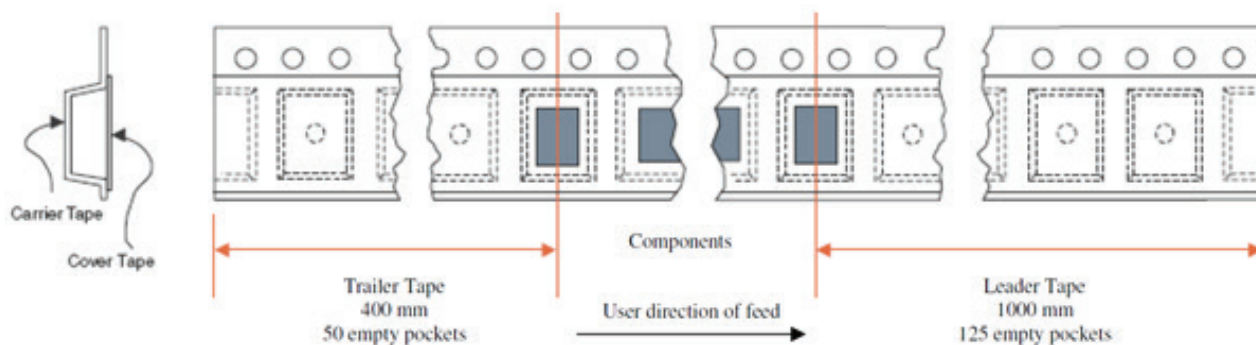 Carrier Tape
Cover Tape
Components
Trailer Tape
400 mm
50 empty pockets
User direction of feed
Leader Tape
1000 mm
125 empty pockets